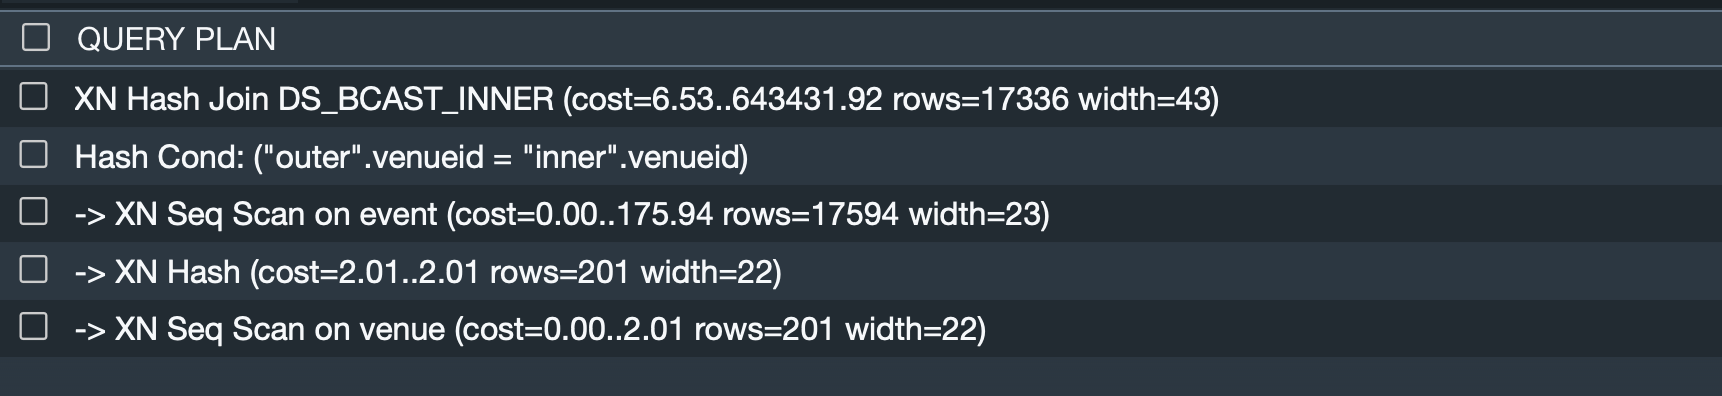 QUERY PLAN
XN Hash Join DS_BCAST_INNER (cost=6.53..643431.92 rows=17336 width=43)
Hash Cond: ("outer".venueid = "inner".venueid)
-> XN Seq Scan on event (cost=0.00..175.94 rows=17594 width=23)
-> XN Hash (cost=2.01..2.01 rows=201 width=22)
-> XN Seq Scan on venue (cost=0.00..2.01 rows=201 width=22)